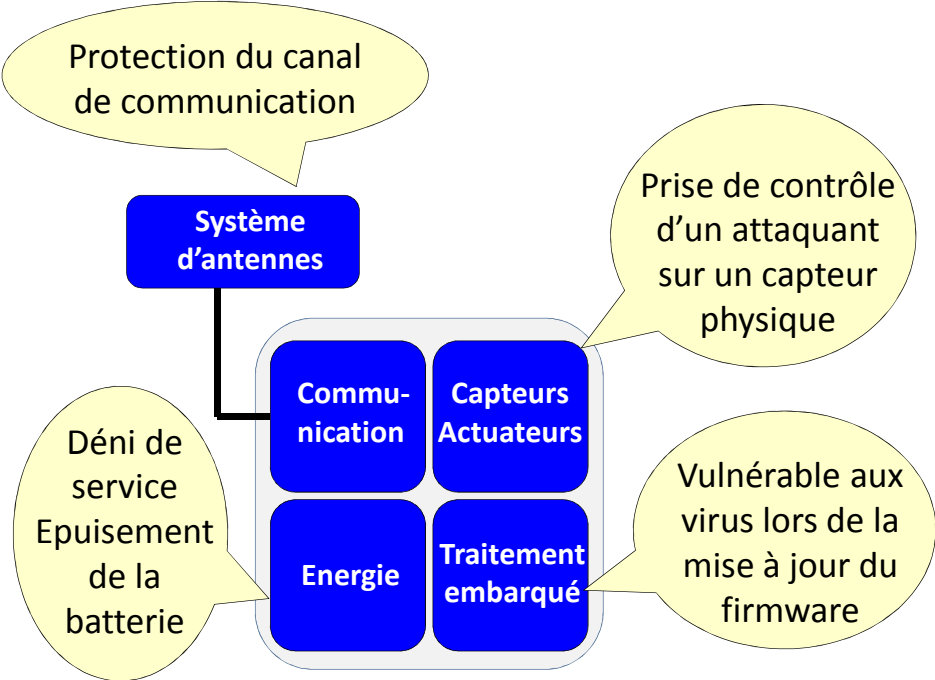 Protection du canal
de communication
Système
d’antennes
Prise de contrôle
d’un attaquant
sur un capteur
physique
Commu-
nication
Capteurs
Actuateurs
Déni de
service
Epuisement
de la
batterie
Energie
Traitement
embarqué
Vulnérable aux
virus lors de la
mise à jour du
firmware